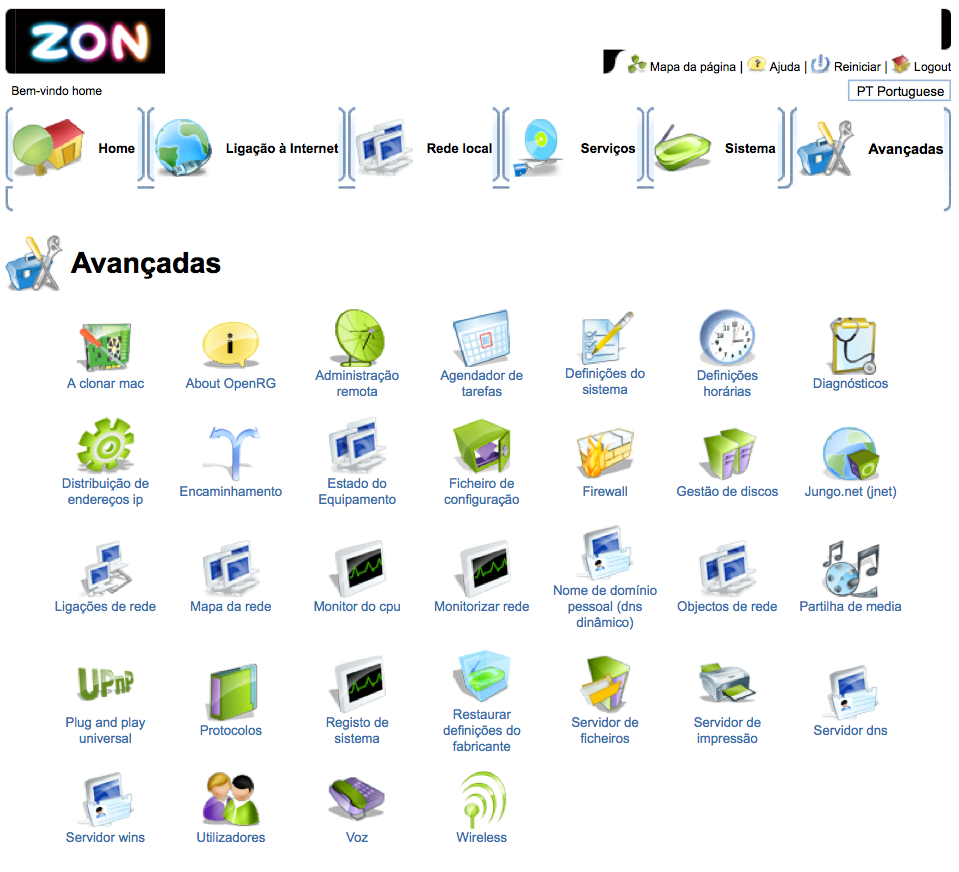 ZON
Mapa da página | Ajuda | Reiniciar | Logout
Bem-vindo home
PT Portuguese
Home
Ligação à Internet
Rede local
Serviços
Sistema
Avançadas
Avançadas
A clonar mac
About OpenRG
Administração
remota
Agendador de
tarefas
Definições do
sistema
Definições
horárias
Diagnósticos
Distribuição de
endereços ip
Encaminhamento
Estado do
Equipamento
Ficheiro de
configuração
Firewall
Gestão de discos
Jungo.net (jnet)
Ligações de rede
Mapa da rede
Monitor do cpu
Monitorizar rede
Nome de domínio
pessoal (dns
dinâmico)
Objectos de rede
Partilha de media
UPnP
Plug and play
universal
Protocolos
Registo de
sistema
Restaurar
definições do
fabricante
Servidor de
ficheiros
Servidor de
impressão
Servidor dns
Servidor wins
Utilizadores
Voz
Wireless